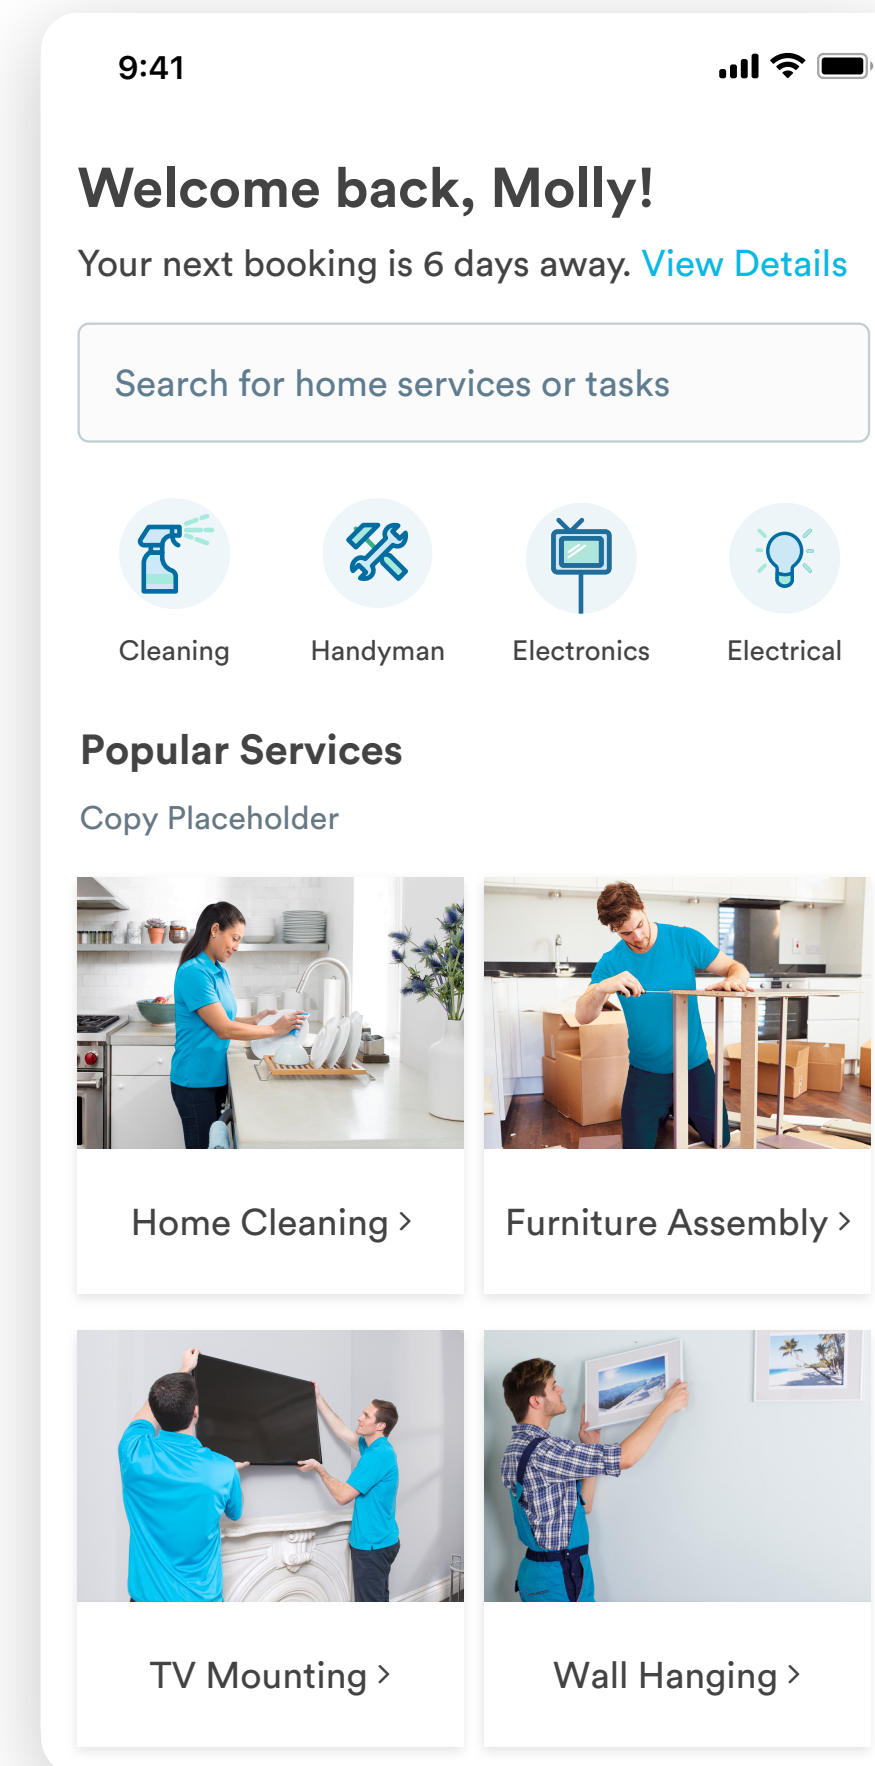 9:41
Welcome back, Molly!
Your next booking is 6 days away. View Details
Search for home services or tasks
Cleaning
Handyman
Electronics
Electrical
Popular Services
Copy Placeholder
Home Cleaning >
Furniture Assembly >
TV Mounting >
Wall Hanging >